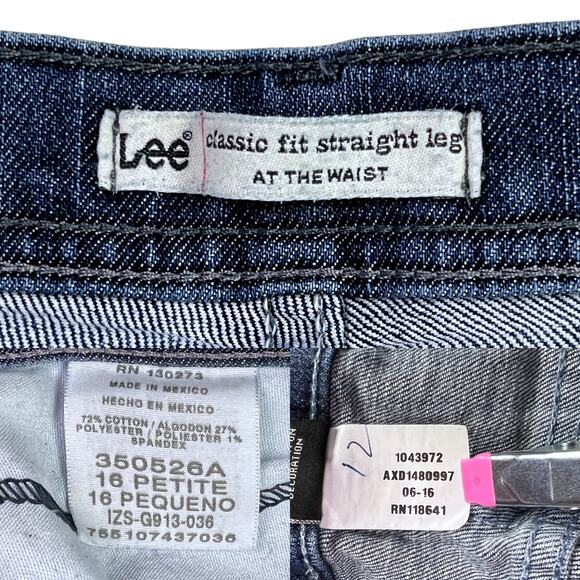 Lee® classic fit straight leg
AT THE WAIST
RN 130273
MADE IN MEXICO
HECHO EN MEXICO
72% COTTON / ALGODON 27%
POLYESTER / POLIESTER 1%
SPANDEX
350526A
16 PETITE
16 PEQUENO
IZS-G913-036
755107437036
DECORATION
12
1043972
AXD1480997
06-16
RN118641